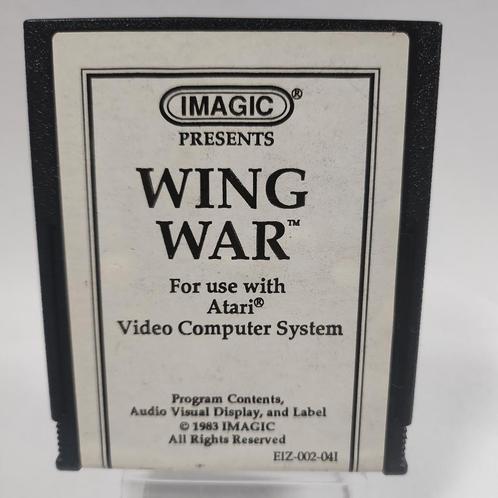 IMAGIC®
PRESENTS
WING
WAR™
For use with
Atari®
Video Computer System
Program Contents,
Audio Visual Display, and Label
© 1983 IMAGIC
All Rights Reserved
EIZ-002-04I